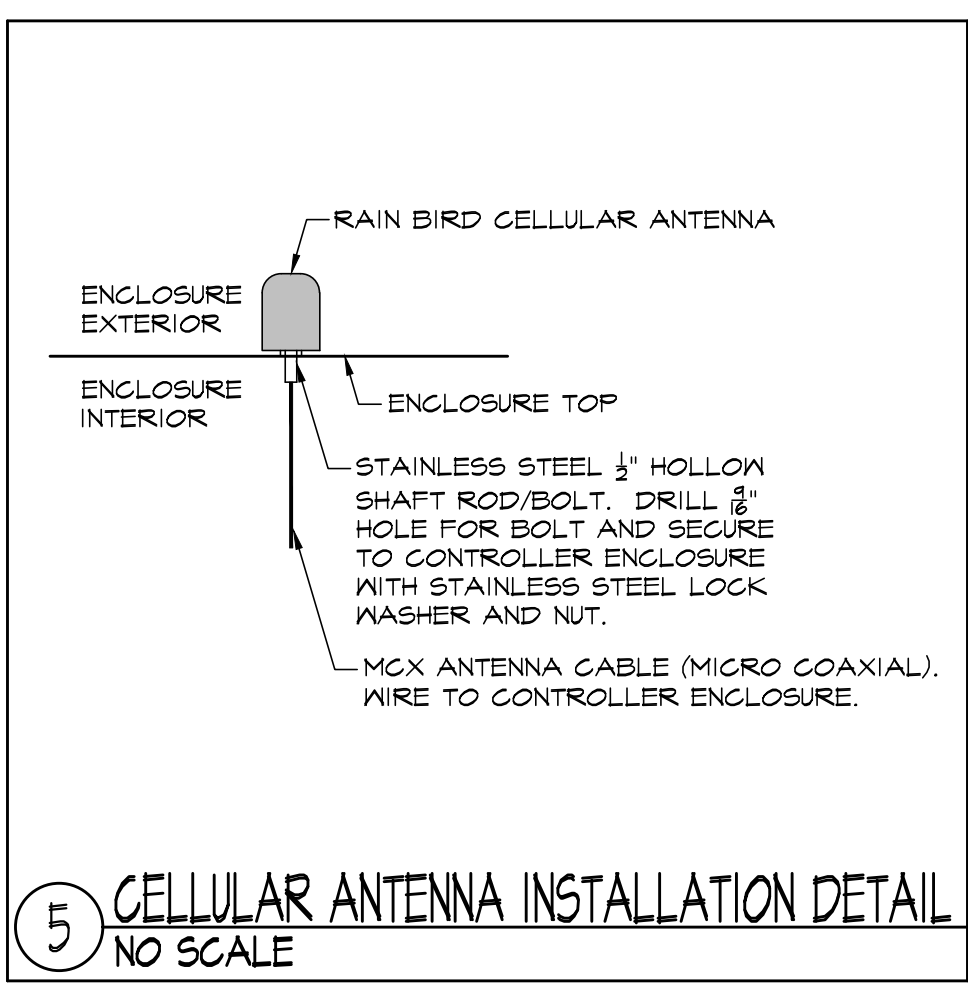 RAIN BIRD CELLULAR ANTENNA
ENCLOSURE
EXTERIOR
ENCLOSURE
INTERIOR
ENCLOSURE TOP
STAINLESS STEEL 1/2" HOLLOW
SHAFT ROD/BOLT. DRILL 9/16"
HOLE FOR BOLT AND SECURE
TO CONTROLLER ENCLOSURE
WITH STAINLESS STEEL LOCK
WASHER AND NUT.
MCX ANTENNA CABLE (MICRO COAXIAL).
WIRE TO CONTROLLER ENCLOSURE.
5 CELLULAR ANTENNA INSTALLATION DETAIL
NO SCALE